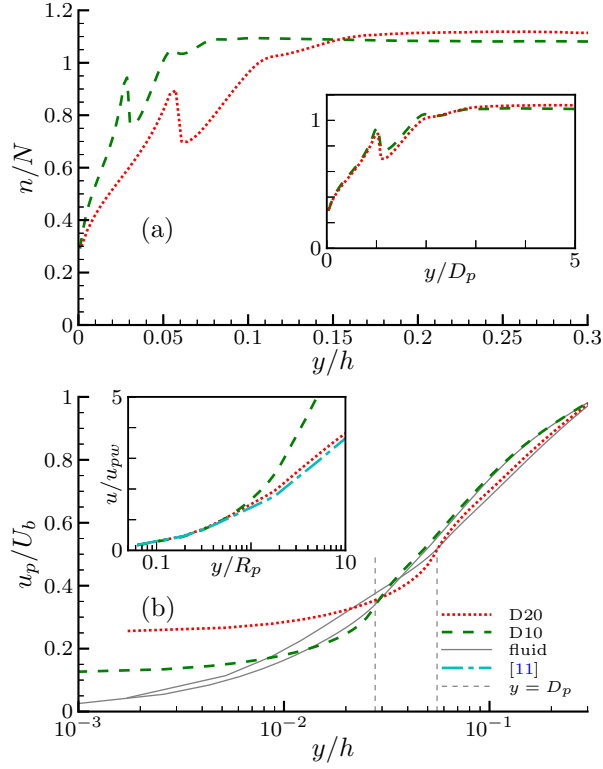 1.2
1
0.8
0.6
0.4
0.2
0
n/N
(a)
1
0
0
5
y/D_p
0 0.05 0.1 0.15 0.2 0.25 0.3
y/h
1
0.8
0.6
0.4
0.2
0
u_p/U_b
5
0
u/u_{pw}
0.1 y/R_p 10
(b)
D20
D10
fluid
[11]
y = D_p
10^{-3} 10^{-2} 10^{-1}
y/h